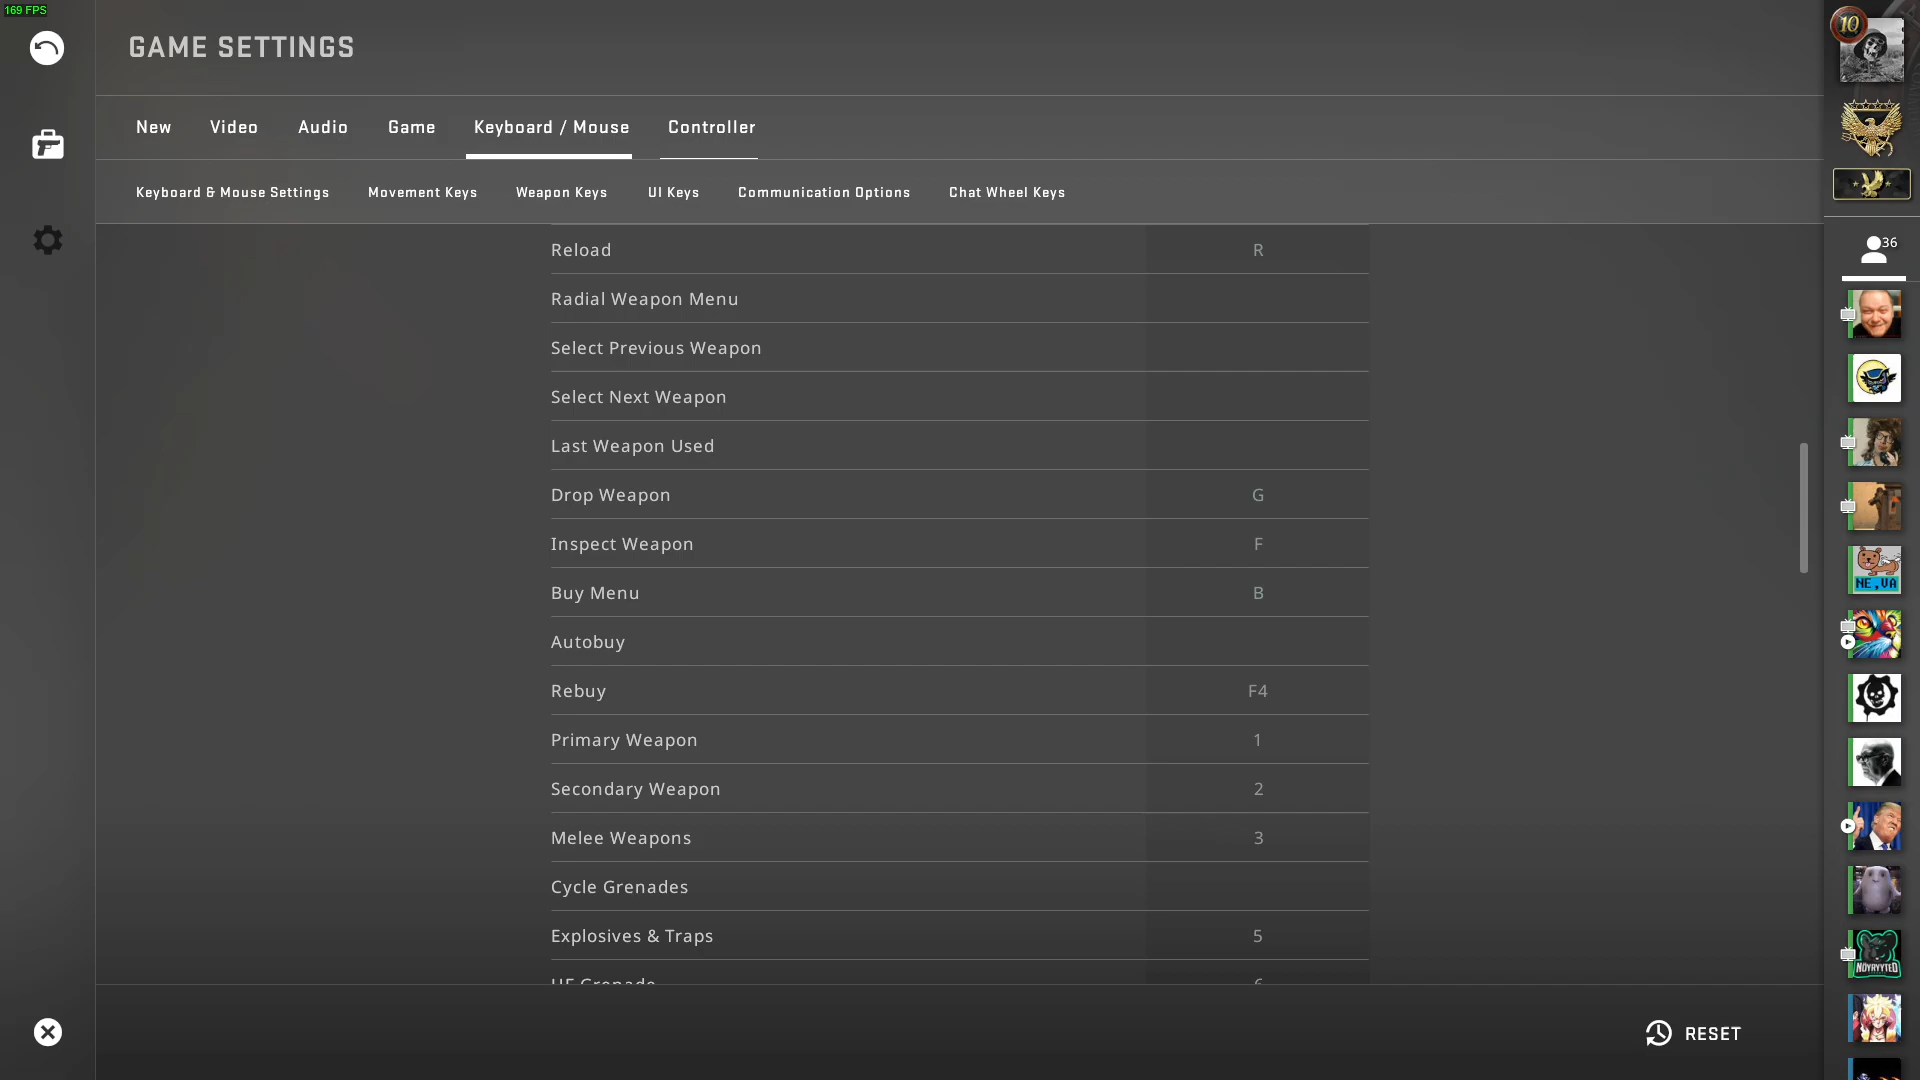 169 FPS
GAME SETTINGS
New
Video
Audio
Game
Keyboard / Mouse
Controller
Keyboard & Mouse Settings
Movement Keys
Weapon Keys
UI Keys
Communication Options
Chat Wheel Keys
Reload R
Radial Weapon Menu
Select Previous Weapon
Select Next Weapon
Last Weapon Used
Drop Weapon G
Inspect Weapon F
Buy Menu B
Autobuy
Rebuy F4
Primary Weapon 1
Secondary Weapon 2
Melee Weapons 3
Cycle Grenades
Explosives & Traps 5
RESET
10
36
NE,VA
NOYRYYTED